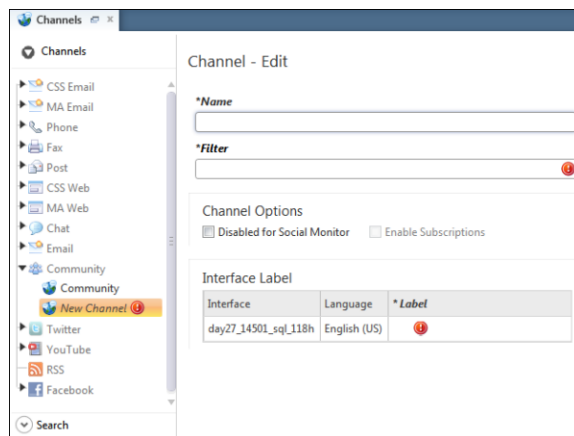 Channels
Channels
CSS Email
MA Email
Phone
Fax
Post
CSS Web
MA Web
Chat
Email
Community
Community
New Channel
Twitter
YouTube
RSS
Facebook
Search
Channel - Edit
*Name
*Filter
Channel Options
Disabled for Social Monitor Enable Subscriptions
Interface Label
Interface Language * Label
day27_14501_sql_118h English (US)